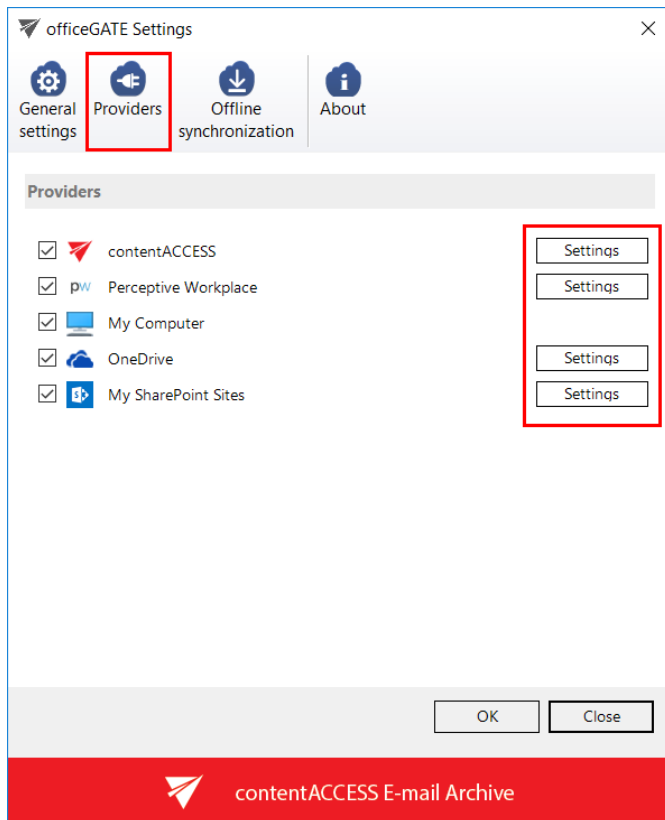 officeGATE Settings
General settings
Providers
Offline synchronization
About
Providers
contentACCESS
Settings
pw
Perceptive Workplace
Settings
My Computer
OneDrive
Settings
S
My SharePoint Sites
Settings
OK
Close
contentACCESS E-mail Archive